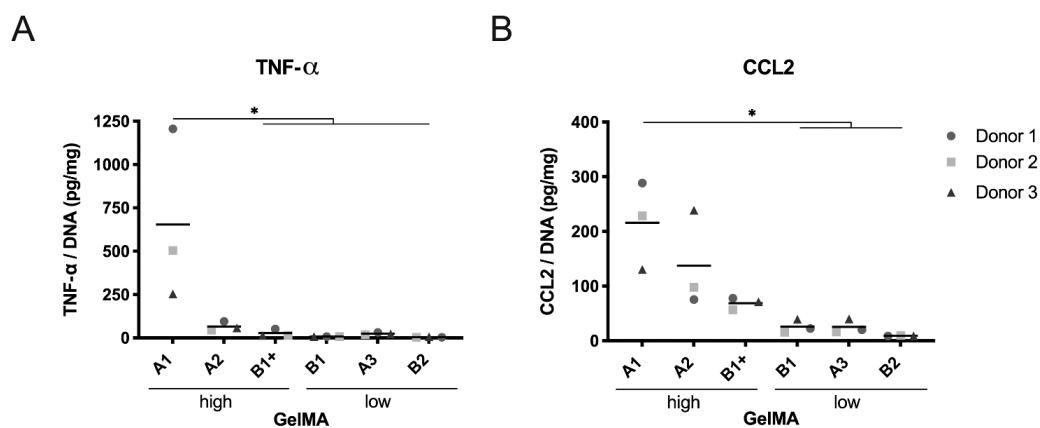 A
TNF-α
*
TNF-α / DNA (pg/mg)
1250
1000
750
500
250
0
A1
A2
B1+
B1
A3
B2
high
low
GelMA
B
CCL2
*
CCL2 / DNA (pg/mg)
400
300
200
100
0
A1
A2
B1+
B1
A3
B2
high
low
GelMA
Donor 1
Donor 2
Donor 3